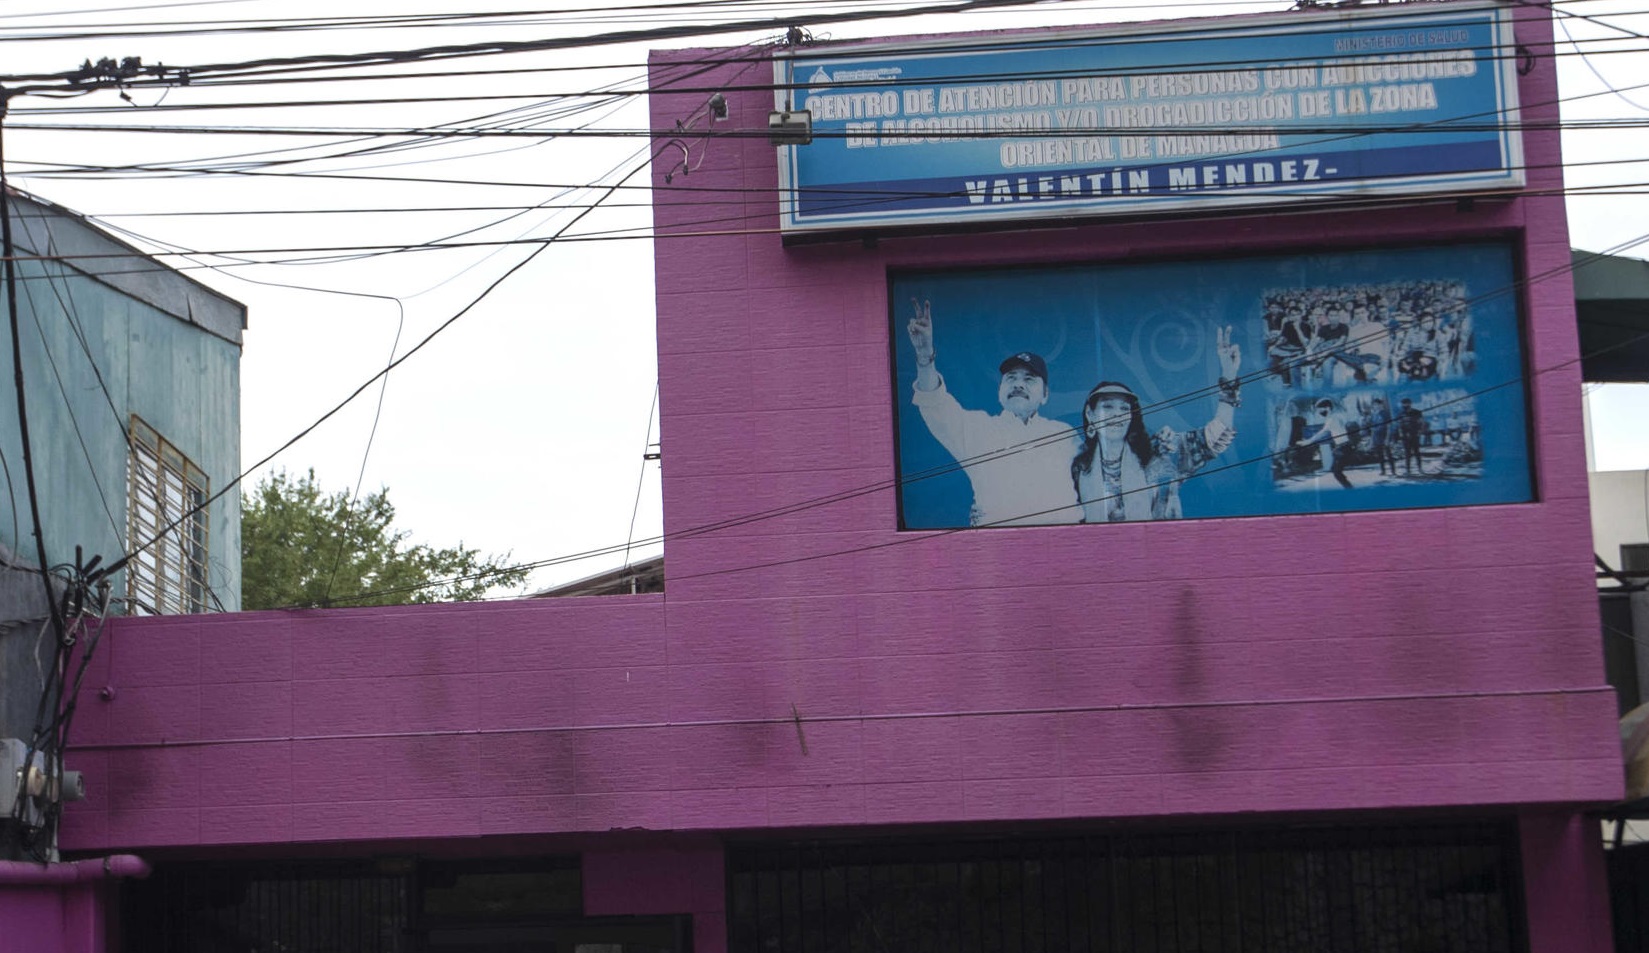 MINISTERIO DE SALUD
CENTRO DE ATENCIÓN PARA PERSONAS CON ADICCIONES
DE ALCOHOLISMO Y/O DROGADICCIÓN DE LA ZONA
ORIENTAL DE MANAGUA
-VALENTÍN MENDEZ-